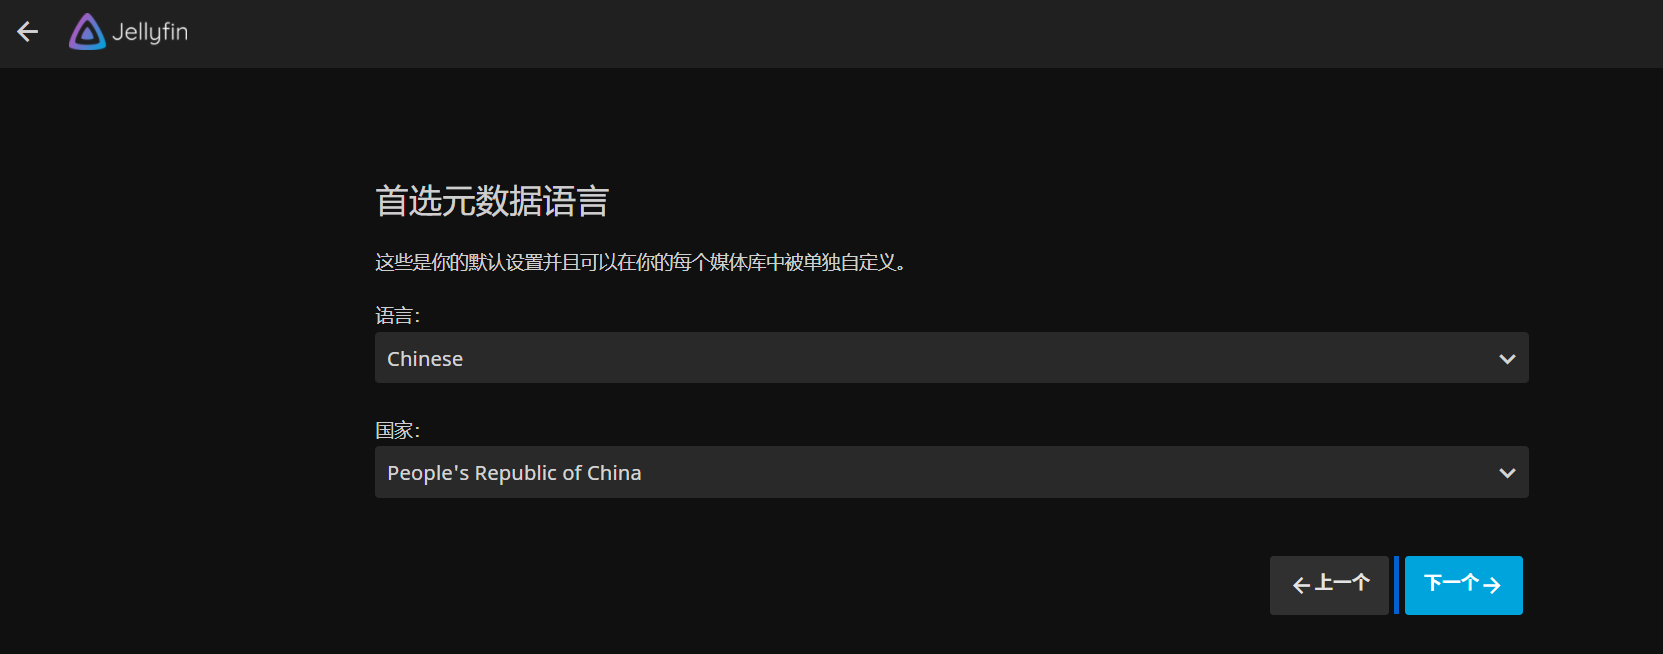 Jellyfin
首选元数据语言
这些是你的默认设置并且可以在你的每个媒体库中被单独自定义。
语言：
Chinese
国家：
People's Republic of China
上一个
下一个